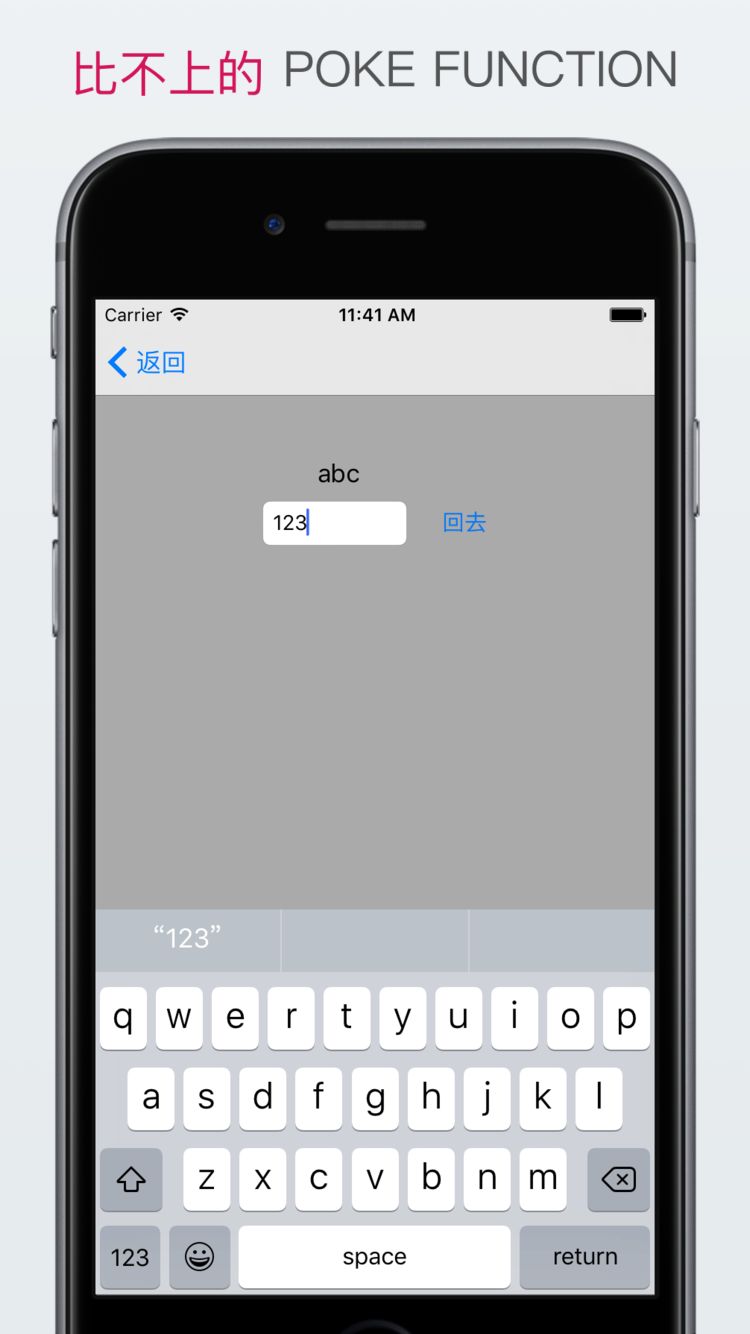 比不上的 POKE FUNCTION
Carrier 11:41 AM
返回
abc
123 回去
“123”
q w e r t y u i o p
a s d f g h j k l
z x c v b n m
123 space return